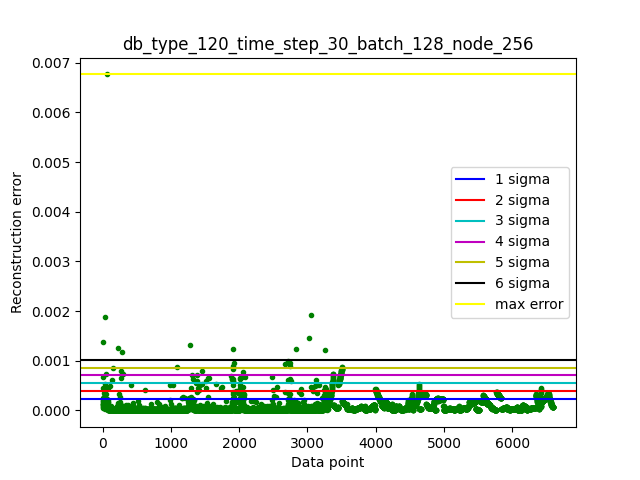 db_type_120_time_step_30_batch_128_node_256
0.007
0.006
0.005
0.004
0.003
0.002
0.001
0.000
Reconstruction error
1 sigma
2 sigma
3 sigma
4 sigma
5 sigma
6 sigma
max error
0 1000 2000 3000 4000 5000 6000
Data point